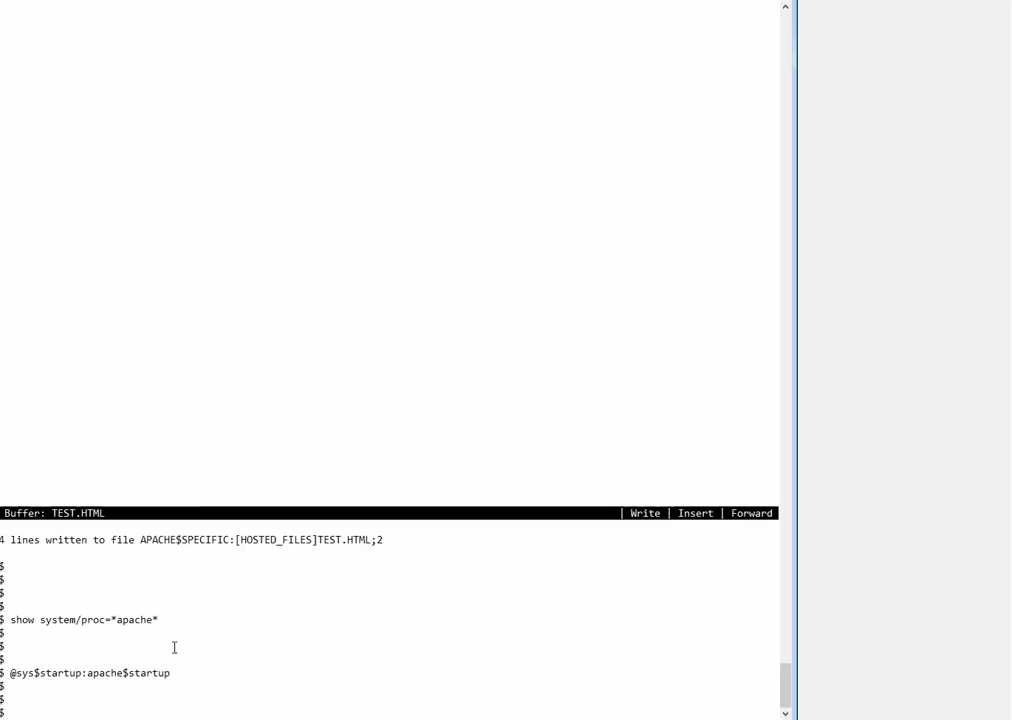 Buffer: TEST.HTML | Write | Insert | Forward
4 lines written to file APACHE$SPECIFIC:[HOSTED_FILES]TEST.HTML;2
$
$
$
$
$ show system/proc=*apache*
$
$
$
$ @sys$startup:apache$startup
$
$
$